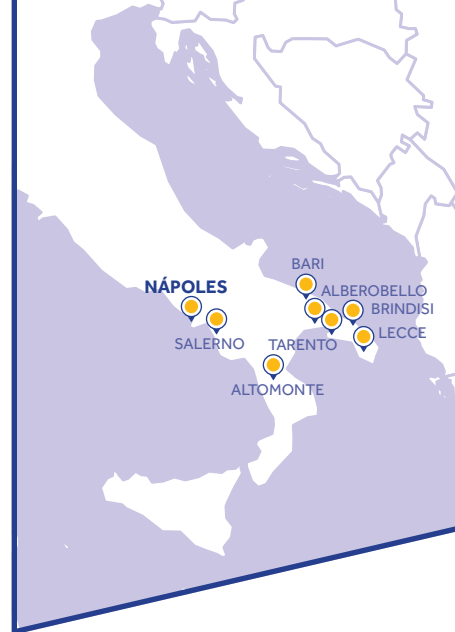 BARI
NÁPOLES
ALBEROBELLO
BRINDISI
SALERNO
TARENTO
LECCE
ALTOMONTE